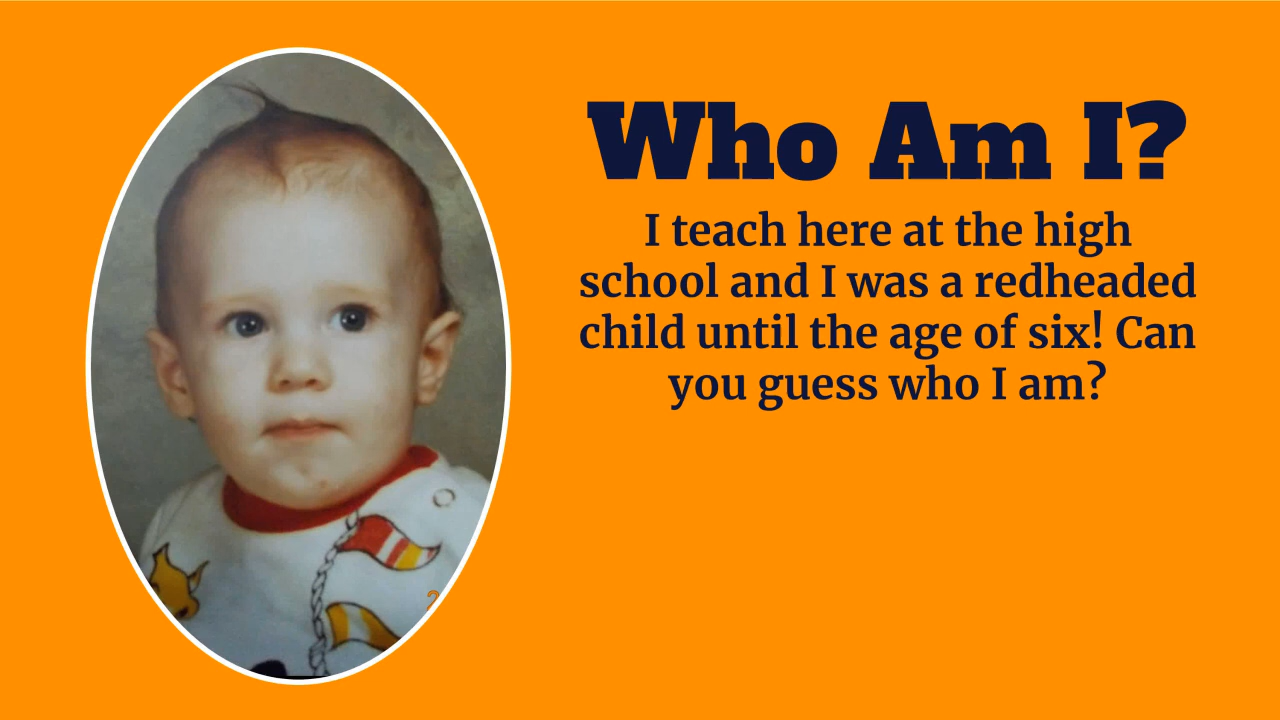 Who Am I?
I teach here at the high
school and I was a redheaded
child until the age of six! Can
you guess who I am?